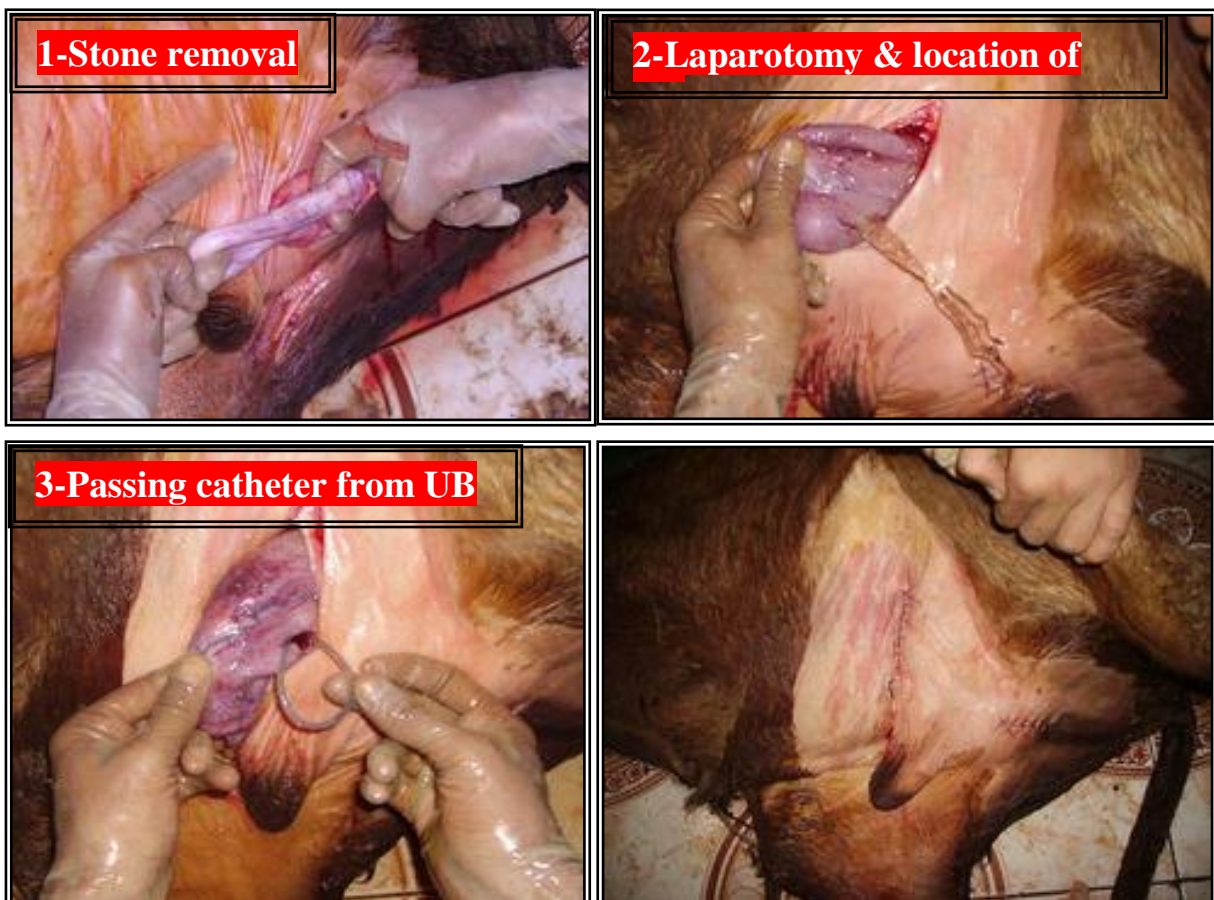 1-Stone removal
2-Laparotomy & location of
3-Passing catheter from UB